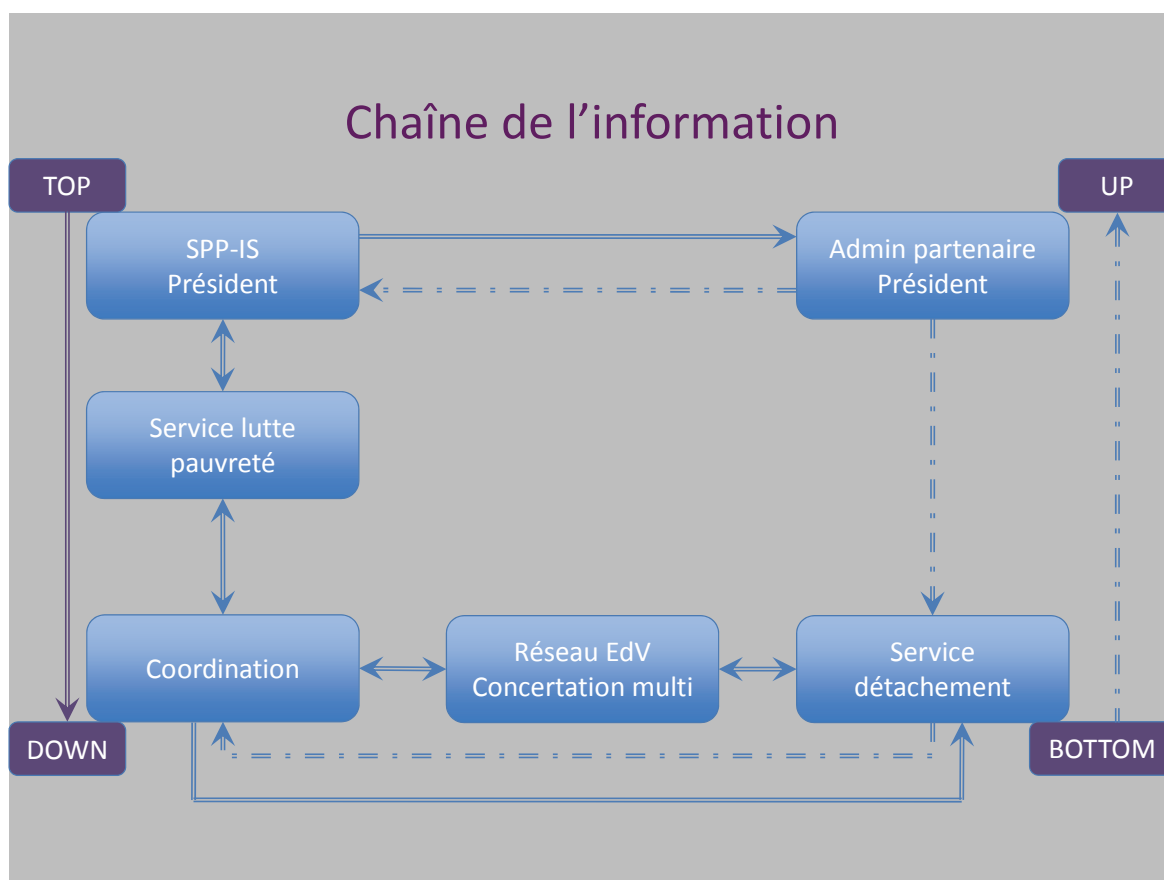 Chaîne de l’information
TOP
UP
SPP-IS
Président
Admin partenaire
Président
Service lutte
pauvreté
Coordination
Réseau EdV
Concertation multi
Service
détachement
DOWN
BOTTOM